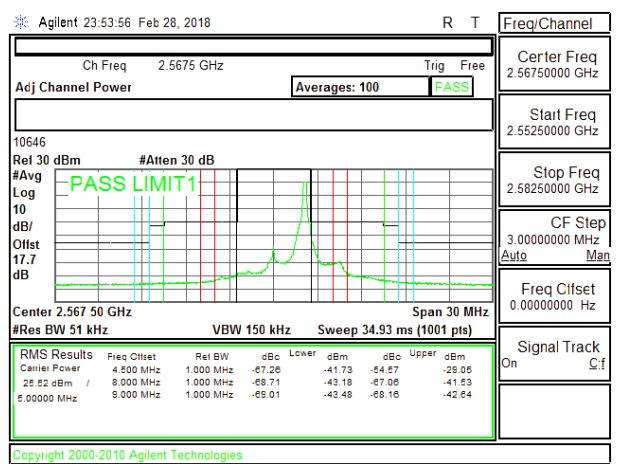 Agilent 23:53:56 Feb 28, 2018 R T
Freq/Channel
Ch Freq 2.5675 GHz Trig Free
Adj Channel Power Averages: 100 PASS
Center Freq
2.56750000 GHz
Start Freq
2.55250000 GHz
Stop Freq
2.58250000 GHz
CF Step
3.00000000 MHz
Auto Man
Freq Offset
0.00000000 Hz
Signal Track
On Off
10646
Ref 30 dBm #Atten 30 dB
#Avg
Log
10
dB/
Offst
17.7
dB
PASS LIMIT1
Center 2.567 50 GHz Span 30 MHz
#Res BW 51 kHz VBW 150 kHz Sweep 34.93 ms (1001 pts)
RMS Results Freq Offset Ref BW dBc Lower dBm dBc Upper dBm
Carrier Power 4.500 MHz 1.000 MHz -67.26 -41.73 -54.57 -29.05
25.52 dBm / 8.000 MHz 1.000 MHz -68.71 -43.18 -67.06 -41.53
5.00000 MHz 9.000 MHz 1.000 MHz -69.01 -43.48 -68.16 -42.64
Copyright 2000-2010 Agilent Technologies